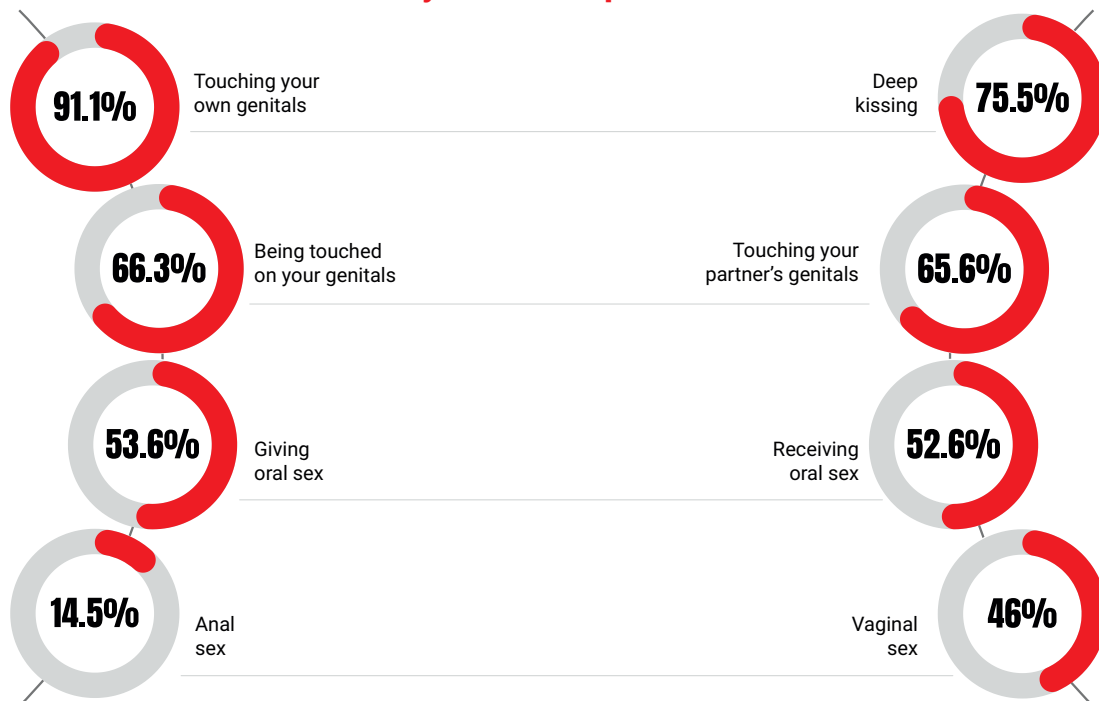 91.1%
Touching your
own genitals
Deep
kissing
75.5%
66.3%
Being touched
on your genitals
Touching your
partner's genitals
65.6%
53.6%
Giving
oral sex
Receiving
oral sex
52.6%
14.5%
Anal
sex
Vaginal
sex
46%